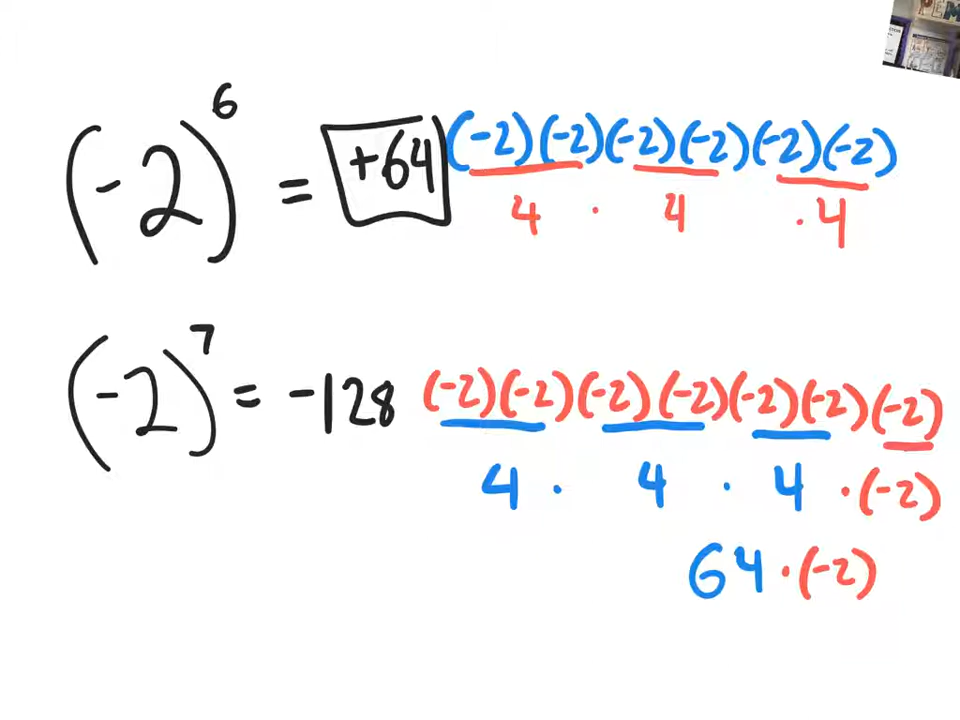 (-2)^6 = +64 (-2)(-2)(-2)(-2)(-2)(-2)
4 · 4 · 4
(-2)^7 = -128 (-2)(-2)(-2)(-2)(-2)(-2)(-2)
4 · 4 · 4 · (-2)
64 · (-2)